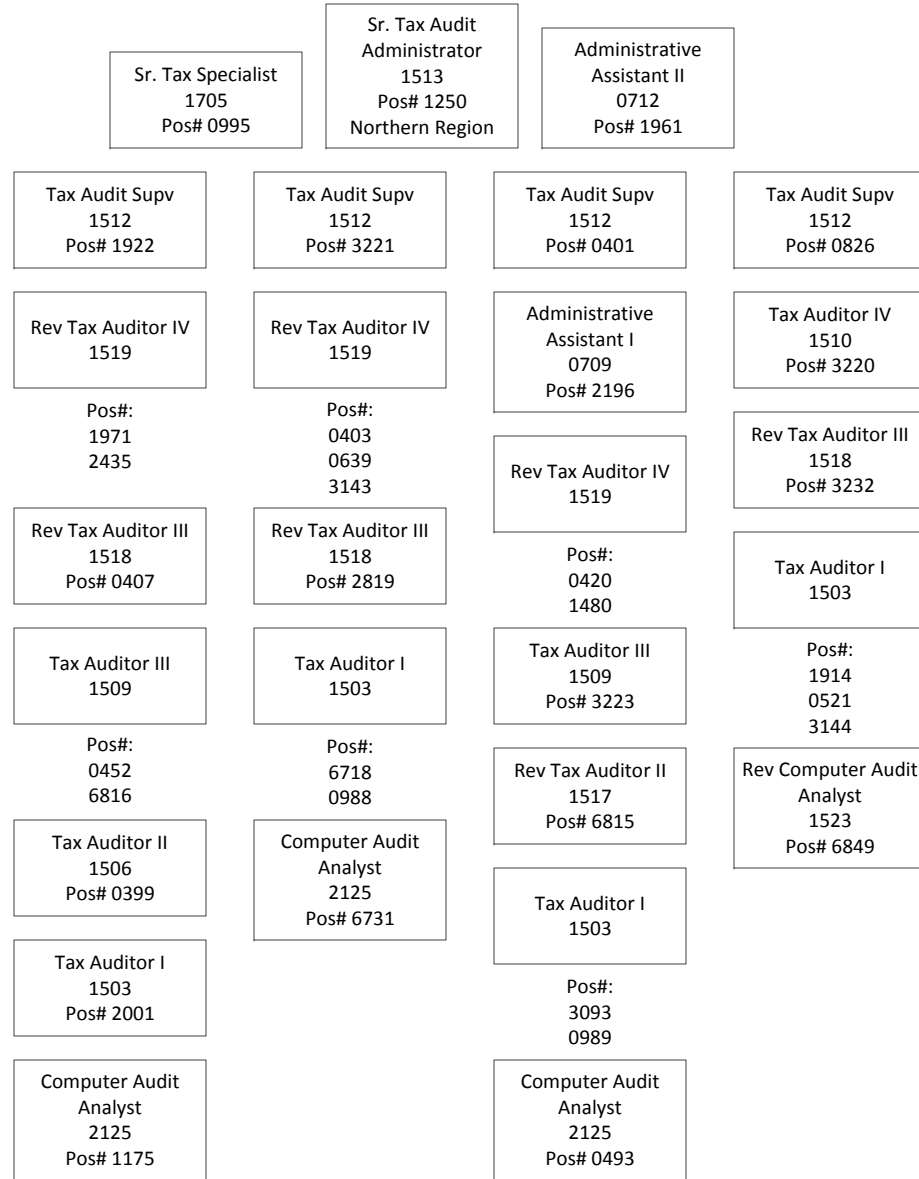 Sr. Tax Specialist
1705
Pos# 0995
Sr. Tax Audit
Administrator
1513
Pos# 1250
Northern Region
Administrative
Assistant II
0712
Pos# 1961
Tax Audit Supv
1512
Pos# 1922
Rev Tax Auditor IV
1519
Pos#:
1971
2435
Rev Tax Auditor III
1518
Pos# 0407
Tax Auditor III
1509
Pos#:
0452
6816
Tax Auditor II
1506
Pos# 0399
Tax Auditor I
1503
Pos# 2001
Computer Audit
Analyst
2125
Pos# 1175
Tax Audit Supv
1512
Pos# 3221
Rev Tax Auditor IV
1519
Pos#:
0403
0639
3143
Rev Tax Auditor III
1518
Pos# 2819
Tax Auditor I
1503
Pos#:
6718
0988
Computer Audit
Analyst
2125
Pos# 6731
Tax Audit Supv
1512
Pos# 0401
Administrative
Assistant I
0709
Pos# 2196
Rev Tax Auditor IV
1519
Pos#:
0420
1480
Tax Auditor III
1509
Pos# 3223
Rev Tax Auditor II
1517
Pos# 6815
Tax Auditor I
1503
Pos#:
3093
0989
Computer Audit
Analyst
2125
Pos# 0493
Tax Audit Supv
1512
Pos# 0826
Tax Auditor IV
1510
Pos# 3220
Rev Tax Auditor III
1518
Pos# 3232
Tax Auditor I
1503
Pos#:
1914
0521
3144
Rev Computer Audit
Analyst
1523
Pos# 6849